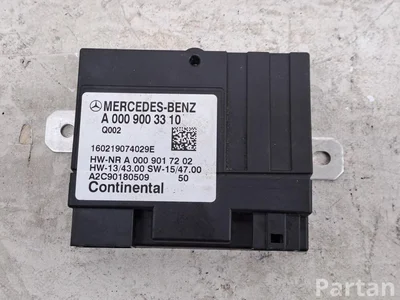 MERCEDES-BENZ
A 000 900 33 10
Q002
160219074029E
HW-NR A 000 901 72 02
HW-13/43.00 SW-15/47.00
A2C90180509 50
Continental
Partan